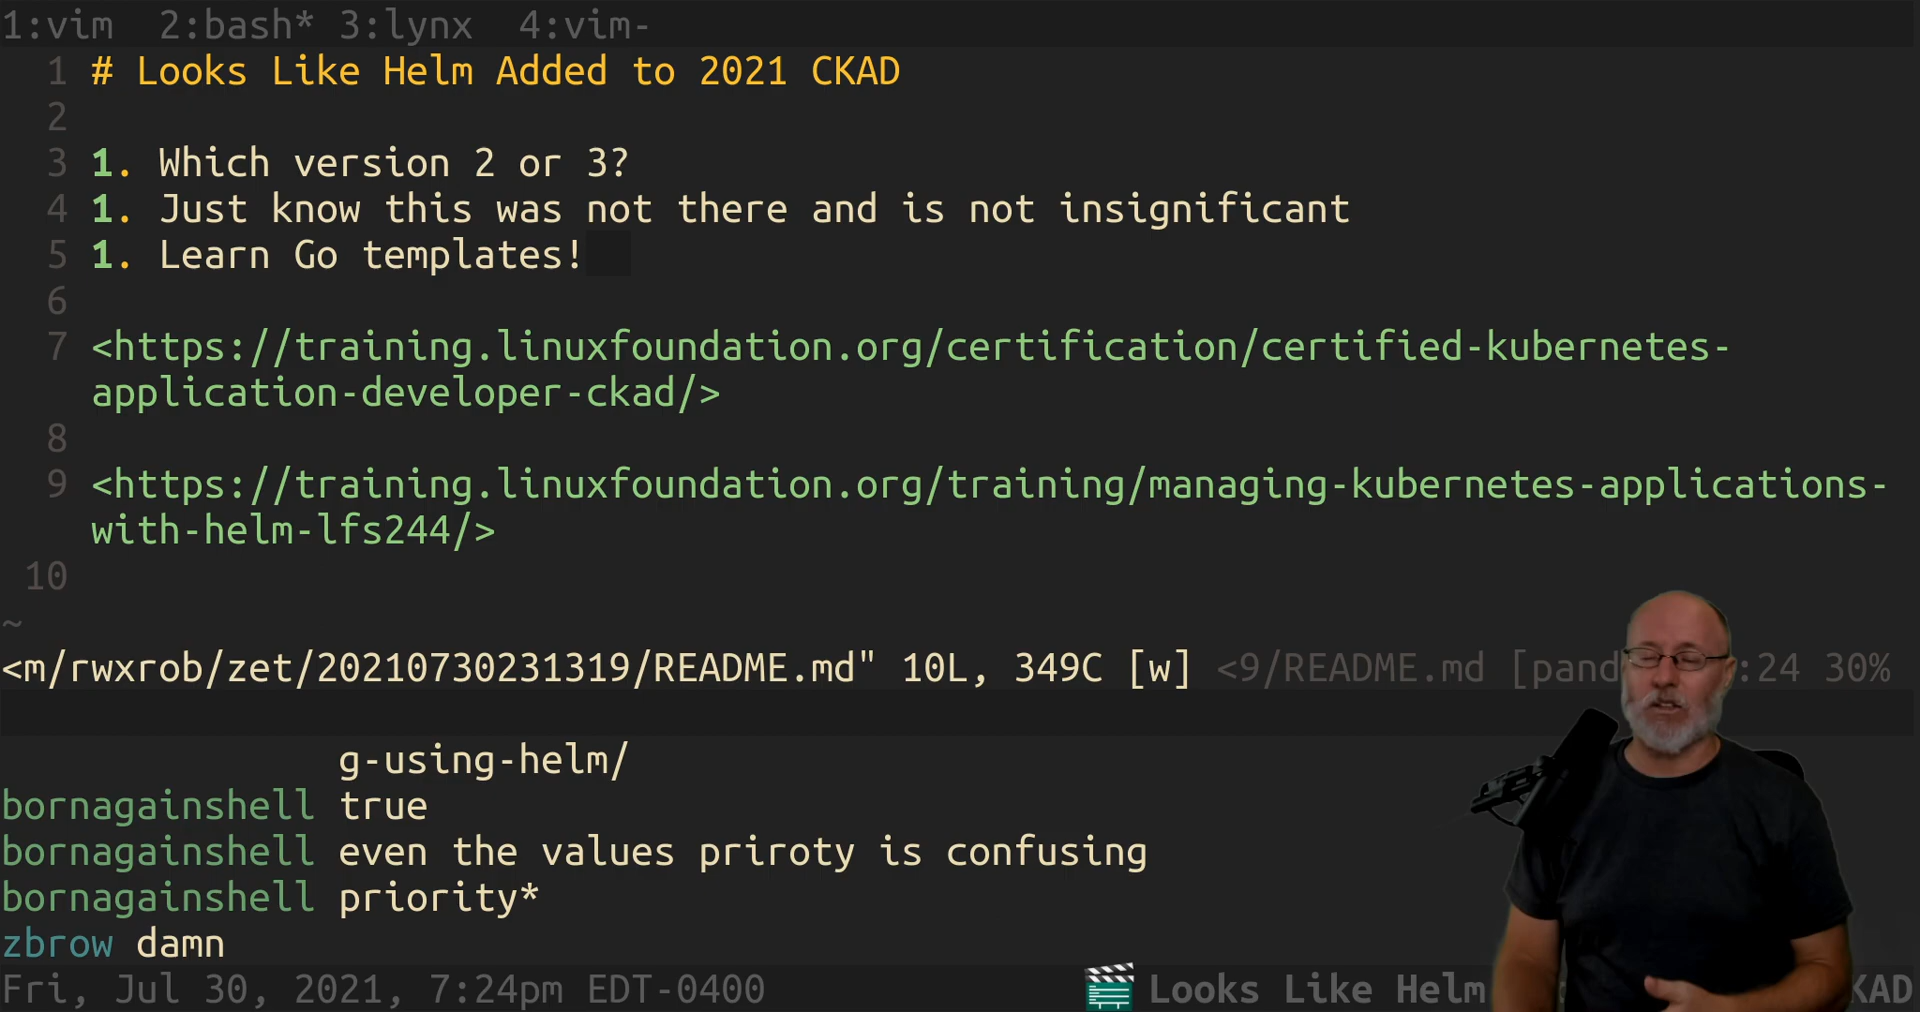 1:vim  2:bash* 3:lynx  4:vim-
1 # Looks Like Helm Added to 2021 CKAD
2
3 1. Which version 2 or 3?
4 1. Just know this was not there and is not insignificant
5 1. Learn Go templates!
6
7 <https://training.linuxfoundation.org/certification/certified-kubernetes-
application-developer-ckad/>
8
9 <https://training.linuxfoundation.org/training/managing-kubernetes-applications-
with-helm-lfs244/>
10
~
<m/rwxrob/zet/20210730231319/README.md" 10L, 349C [w] <9/README.md [pand :24 30%
g-using-helm/
bornagainshell true
bornagainshell even the values priroty is confusing
bornagainshell priority*
zbrow damn
Fri, Jul 30, 2021, 7:24pm EDT-0400 Looks Like Helm KAD